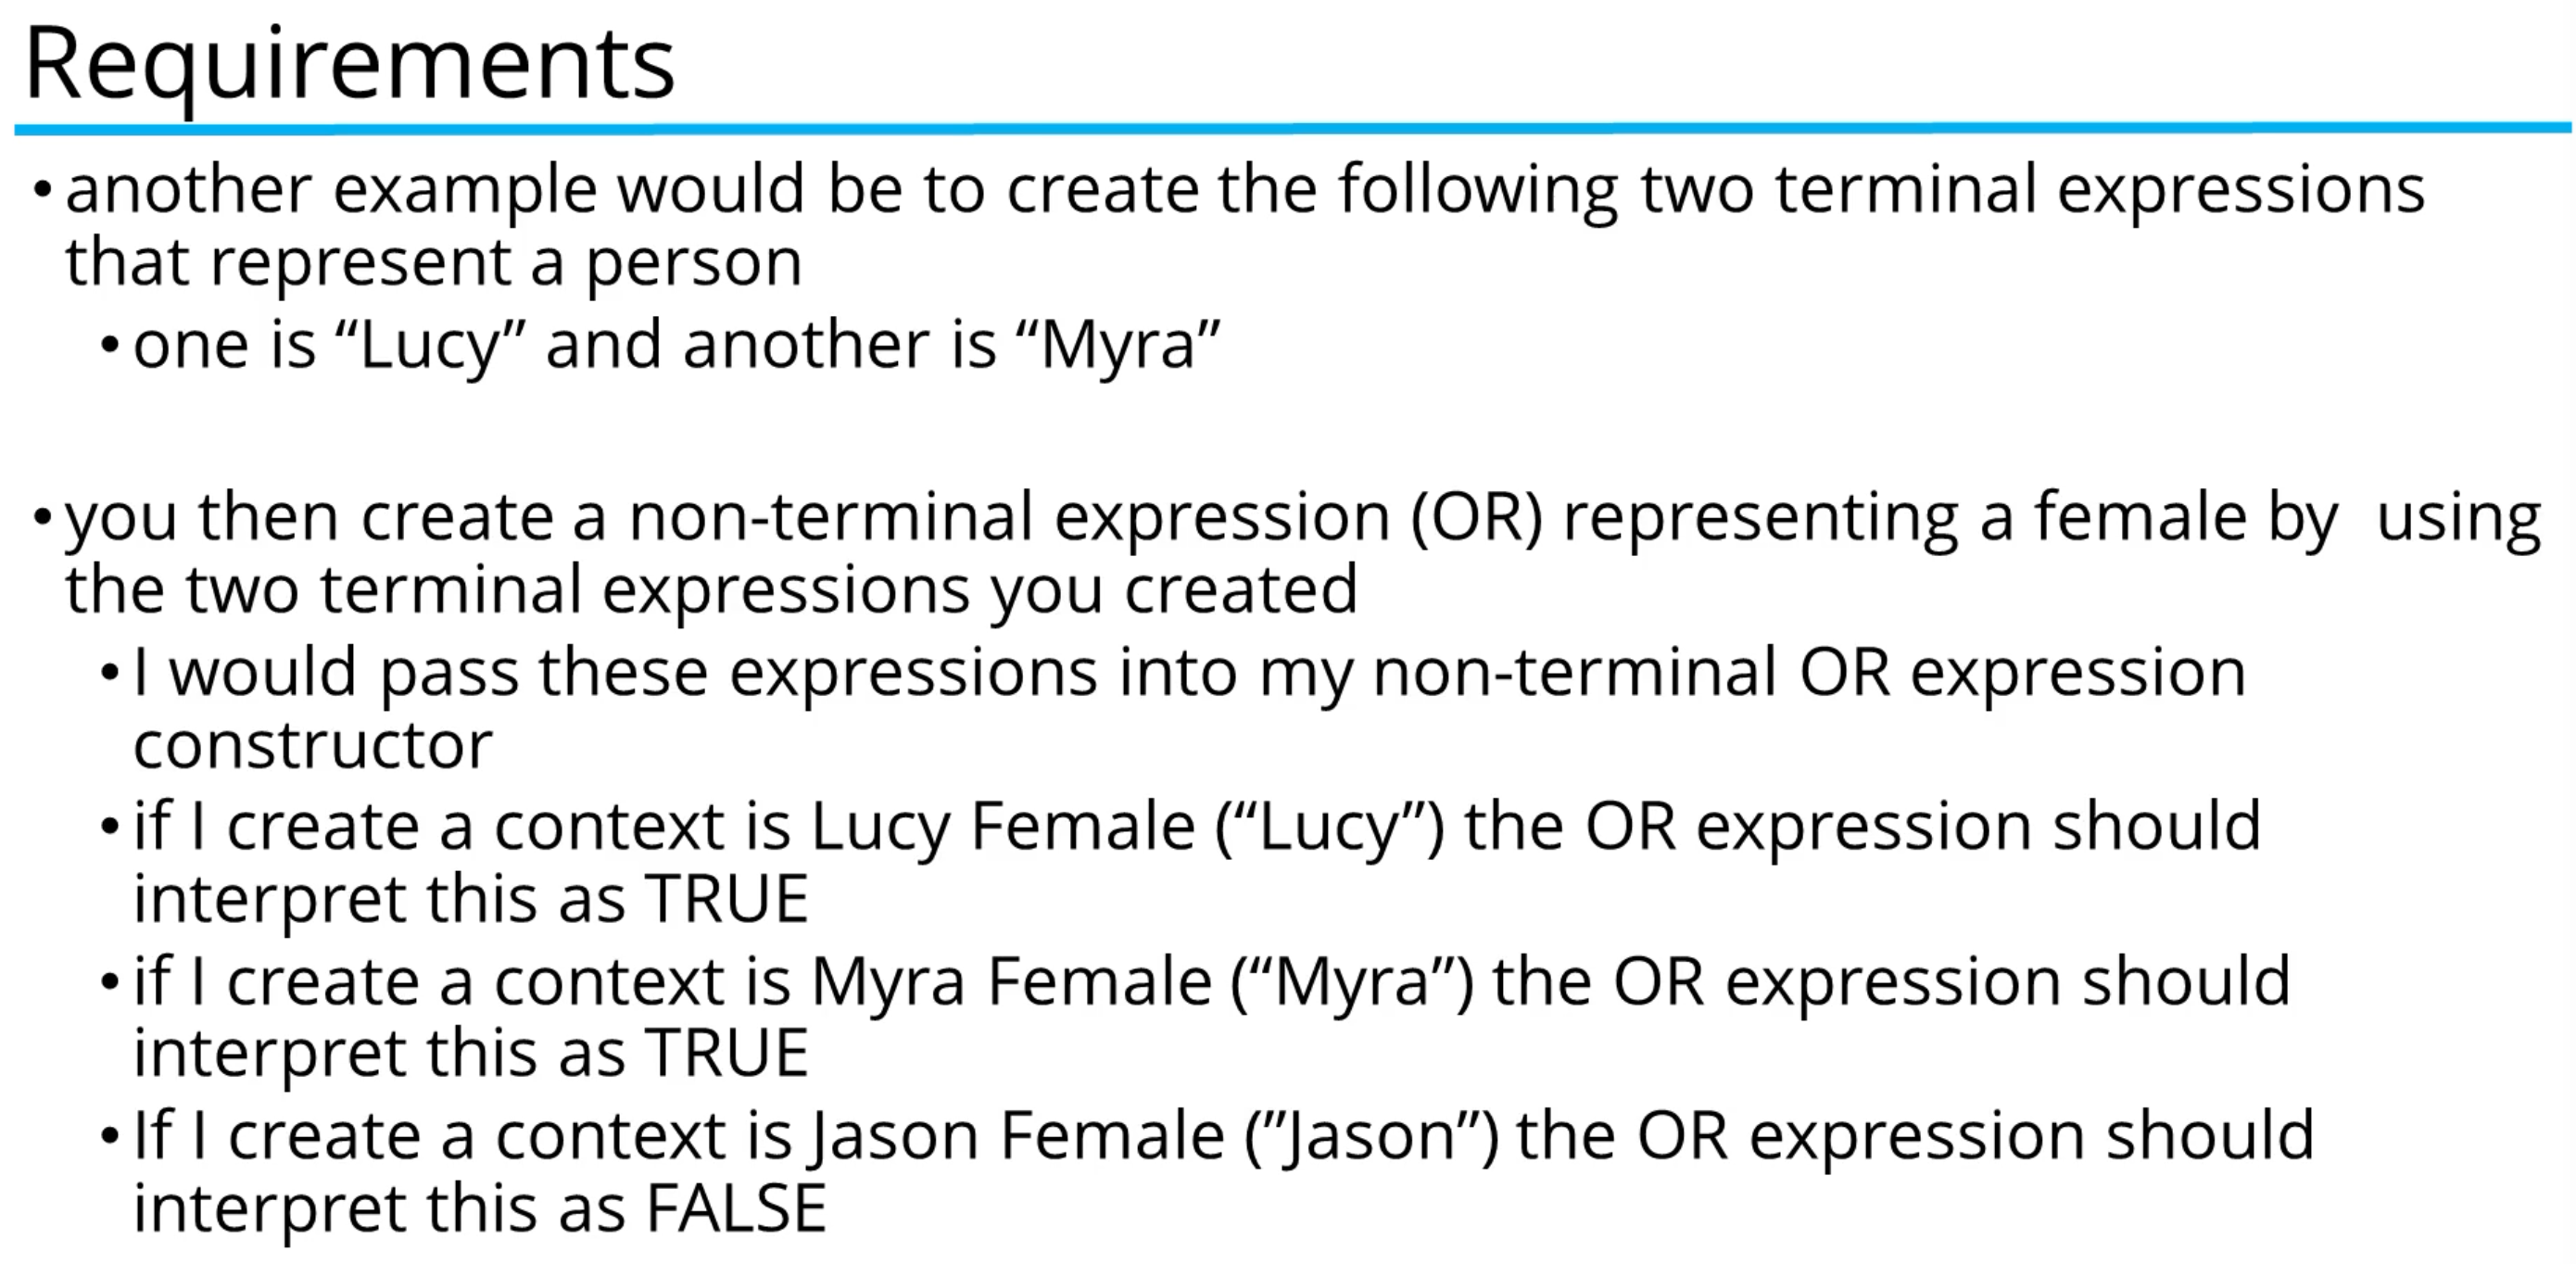 Requirements
• another example would be to create the following two terminal expressions
that represent a person
• one is “Lucy” and another is “Myra”
• you then create a non-terminal expression (OR) representing a female by  using
the two terminal expressions you created
• I would pass these expressions into my non-terminal OR expression
constructor
• if I create a context is Lucy Female (“Lucy”) the OR expression should
interpret this as TRUE
• if I create a context is Myra Female (“Myra”) the OR expression should
interpret this as TRUE
• If I create a context is Jason Female (”Jason”) the OR expression should
interpret this as FALSE